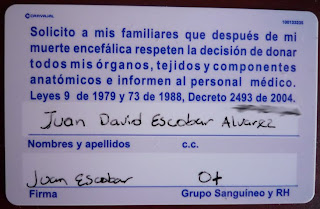 Solicito a mis familiares que después de mi
muerte encefálica respeten la decisión de donar
todos mis órganos, tejidos y componentes
anatómicos e informen al personal médico.
Leyes 9 de 1979 y 73 de 1988, Decreto 2493 de 2004.
Juan David Escobar Alvarez
Nombres y apellidos c.c.
Juan Escobar O+
Firma Grupo Sanguíneo y RH